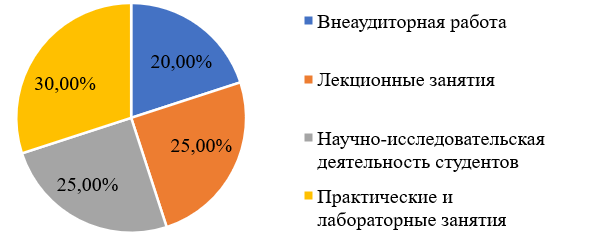 20,00%
25,00%
25,00%
30,00%
Внеаудиторная работа
Лекционные занятия
Научно-исследовательская
деятельность студентов
Практические и
лабораторные занятия